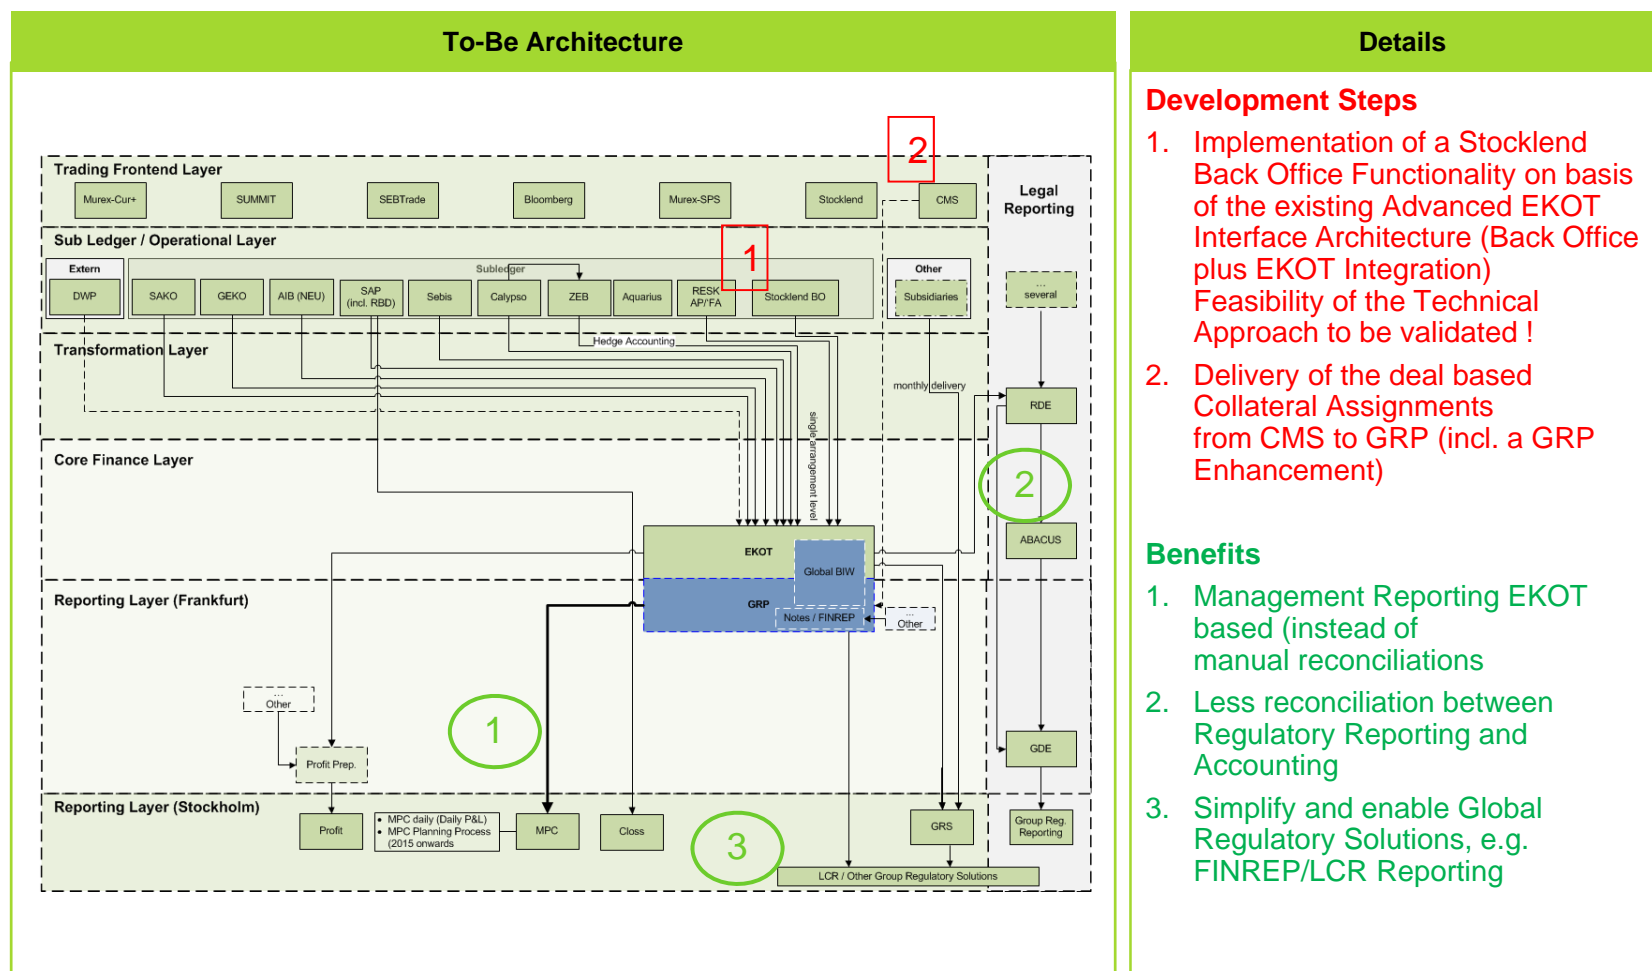 To-Be Architecture
Details
2
Trading Frontend Layer
Murex-Cur+
SUMMIT
SEBTrade
Bloomberg
Murex-SPS
Stocklend
CMS
Legal
Reporting
Sub Ledger / Operational Layer
1
Extern
Subledger
Other
DWP
SAKO
GEKO
AIB (NEU)
SAP
(incl. RBD)
Sebis
Calypso
ZEB
Aquarius
RESK
AP/'FA
Stocklend BO
Subsidiaries
...
several
Transformation Layer
Hedge Accounting
monthly delivery
single arrangement level
RDE
Core Finance Layer
2
EKOT
Global BIW
ABACUS
Reporting Layer (Frankfurt)
GRP
Notes / FINREP
...
Other
...
Other
1
Profit Prep.
GDE
Reporting Layer (Stockholm)
Profit
• MPC daily (Daily P&L)
• MPC Planning Process
(2015 onwards
MPC
Closs
3
GRS
Group Reg.
Reporting
LCR / Other Group Regulatory Solutions
Development Steps
1. Implementation of a Stocklend
Back Office Functionality on basis
of the existing Advanced EKOT
Interface Architecture (Back Office
plus EKOT Integration)
Feasibility of the Technical
Approach to be validated !
2. Delivery of the deal based
Collateral Assignments
from CMS to GRP (incl. a GRP
Enhancement)
Benefits
1. Management Reporting EKOT
based (instead of
manual reconciliations
2. Less reconciliation between
Regulatory Reporting and
Accounting
3. Simplify and enable Global
Regulatory Solutions, e.g.
FINREP/LCR Reporting